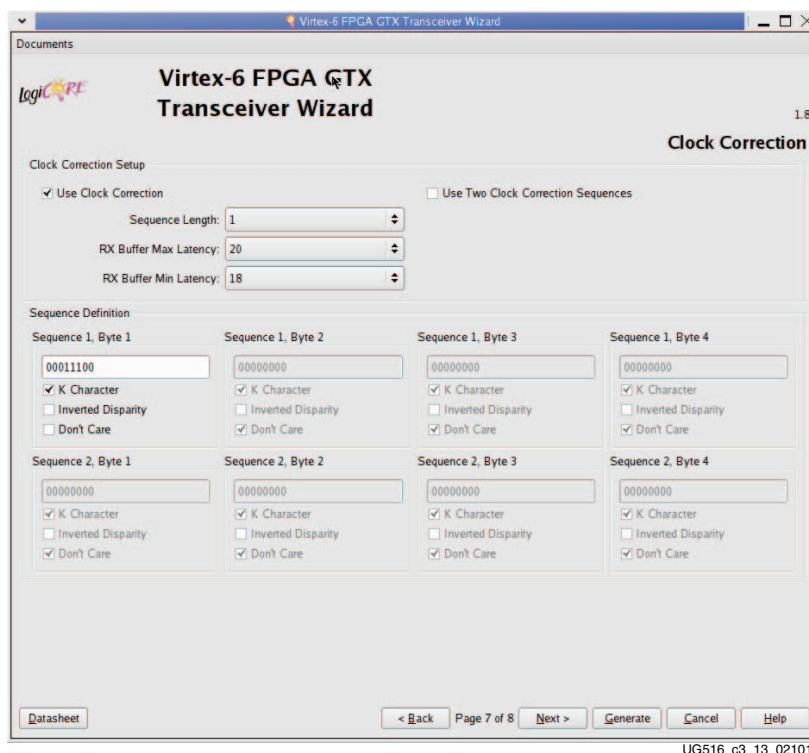 Virtex-6 FPGA GTX Transceiver Wizard
Documents
LogiCORE
Virtex-6 FPGA GTX
Transceiver Wizard
1.8
Clock Correction
Clock Correction Setup
Use Clock Correction
Use Two Clock Correction Sequences
Sequence Length: 1
RX Buffer Max Latency: 20
RX Buffer Min Latency: 18
Sequence Definition
Sequence 1, Byte 1 Sequence 1, Byte 2 Sequence 1, Byte 3 Sequence 1, Byte 4
00011100 00000000 00000000 00000000
K Character K Character K Character K Character
Inverted Disparity Inverted Disparity Inverted Disparity Inverted Disparity
Don't Care Don't Care Don't Care Don't Care
Sequence 2, Byte 1 Sequence 2, Byte 2 Sequence 2, Byte 3 Sequence 2, Byte 4
00000000 00000000 00000000 00000000
K Character K Character K Character K Character
Inverted Disparity Inverted Disparity Inverted Disparity Inverted Disparity
Don't Care Don't Care Don't Care Don't Care
Datasheet < Back Page 7 of 8 Next > Generate Cancel Help
UG516_c3_13_02101